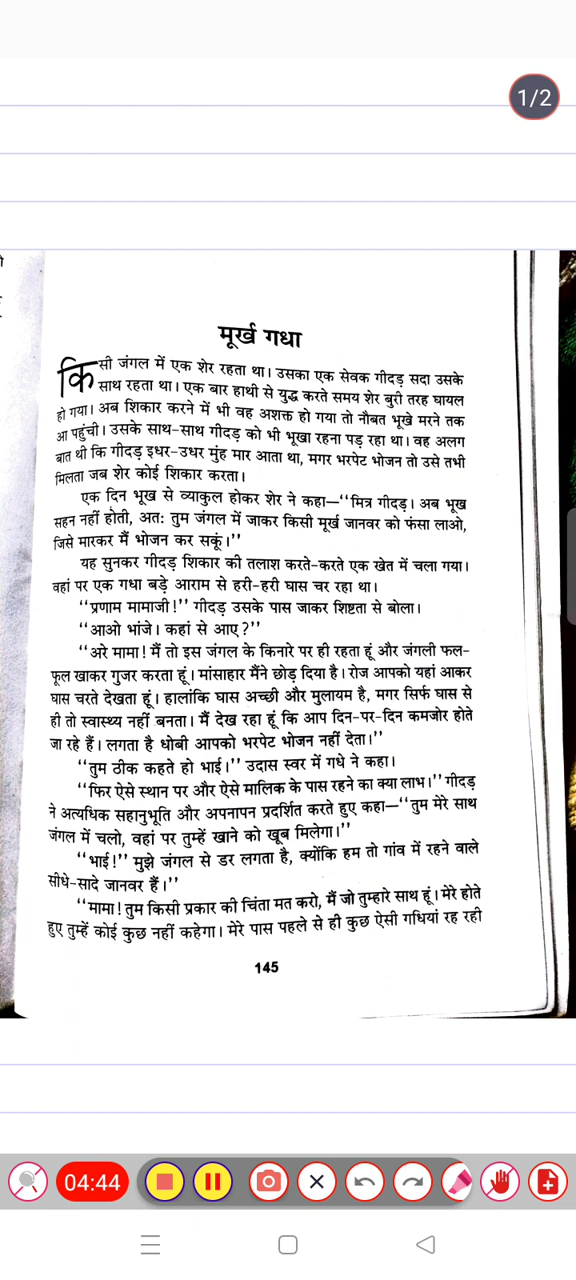 1/2
मूर्ख गधा
किसी जंगल में एक शेर रहता था। उसका एक सेवक गीदड़ सदा उसके
साथ रहता था। एक बार हाथी से युद्ध करते समय शेर बुरी तरह घायल
हो गया। अब शिकार करने में भी वह अशक्त हो गया तो नौबत भूखे मरने तक
आ पहुंची। उसके साथ-साथ गीदड़ को भी भूखा रहना पड़ रहा था। वह अलग
बात थी कि गीदड़ इधर-उधर मुंह मार आता था, मगर भरपेट भोजन तो उसे तभी
मिलता जब शेर कोई शिकार करता।
एक दिन भूख से व्याकुल होकर शेर ने कहा—‘‘मित्र गीदड़। अब भूख
सहन नहीं होती, अतः तुम जंगल में जाकर किसी मूर्ख जानवर को फंसा लाओ,
जिसे मारकर मैं भोजन कर सकूं।’’
यह सुनकर गीदड़ शिकार की तलाश करते-करते एक खेत में चला गया।
वहां पर एक गधा बड़े आराम से हरी-हरी घास चर रहा था।
‘‘प्रणाम मामाजी!’’ गीदड़ उसके पास जाकर शिष्टता से बोला।
‘‘आओ भांजे। कहां से आए?’’
‘‘अरे मामा! मैं तो इस जंगल के किनारे पर ही रहता हूं और जंगली फल-
फूल खाकर गुजर करता हूं। मांसाहार मैंने छोड़ दिया है। रोज आपको यहां आकर
घास चरते देखता हूं। हालांकि घास अच्छी और मुलायम है, मगर सिर्फ घास से
ही तो स्वास्थ्य नहीं बनता। मैं देख रहा हूं कि आप दिन-पर-दिन कमजोर होते
जा रहे हैं। लगता है धोबी आपको भरपेट भोजन नहीं देता।’’
‘‘तुम ठीक कहते हो भाई।’’ उदास स्वर में गधे ने कहा।
‘‘फिर ऐसे स्थान पर और ऐसे मालिक के पास रहने का क्या लाभ।’’ गीदड़
ने अत्यधिक सहानुभूति और अपनापन प्रदर्शित करते हुए कहा—‘‘तुम मेरे साथ
जंगल में चलो, वहां पर तुम्हें खाने को खूब मिलेगा।’’
‘‘भाई!’’ मुझे जंगल से डर लगता है, क्योंकि हम तो गांव में रहने वाले
सीधे-सादे जानवर हैं।’’
‘‘मामा! तुम किसी प्रकार की चिंता मत करो, मैं जो तुम्हारे साथ हूं। मेरे होते
हुए तुम्हें कोई कुछ नहीं कहेगा। मेरे पास पहले से ही कुछ ऐसी गधियां रह रही
145
04:44